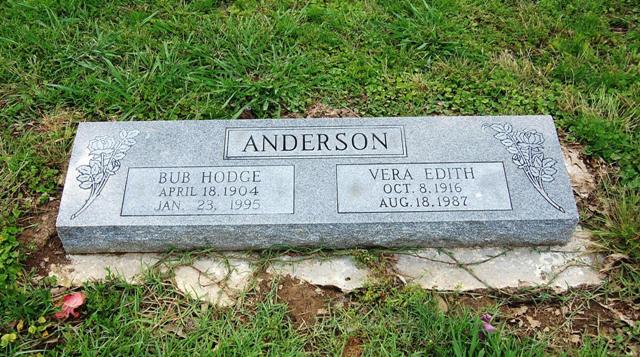 ANDERSON
BUB HODGE
APRIL 18, 1904
JAN. 23, 1995
VERA EDITH
OCT. 8, 1916
AUG. 18, 1987